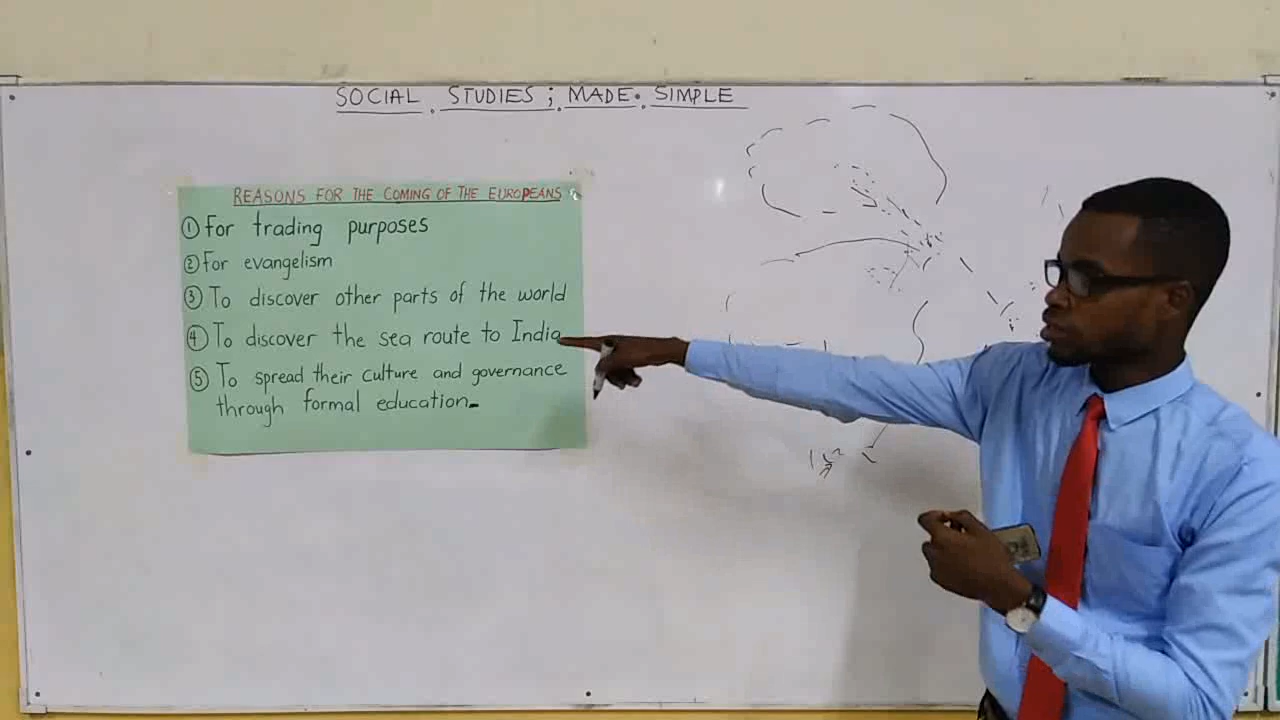 SOCIAL STUDIES; MADE SIMPLE
REASONS FOR THE COMING OF THE EUROPEANS
① For trading purposes
② For evangelism
③ To discover other parts of the world
④ To discover the sea route to India
⑤ To spread their culture and governance
through formal education.